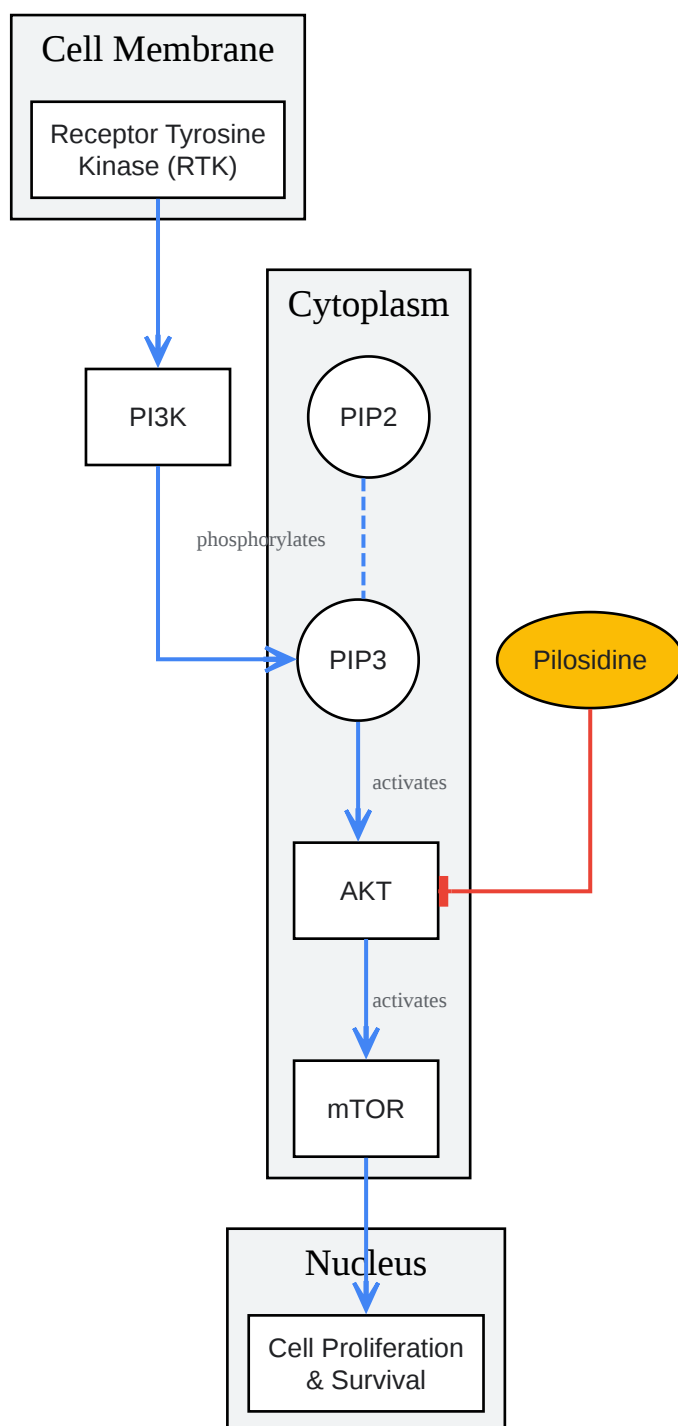 Cell Membrane
Receptor Tyrosine
Kinase (RTK)
Cytoplasm
PI3K
PIP2
phosphorylates
PIP3
Pilosidine
activates
AKT
activates
mTOR
Nucleus
Cell Proliferation
& Survival